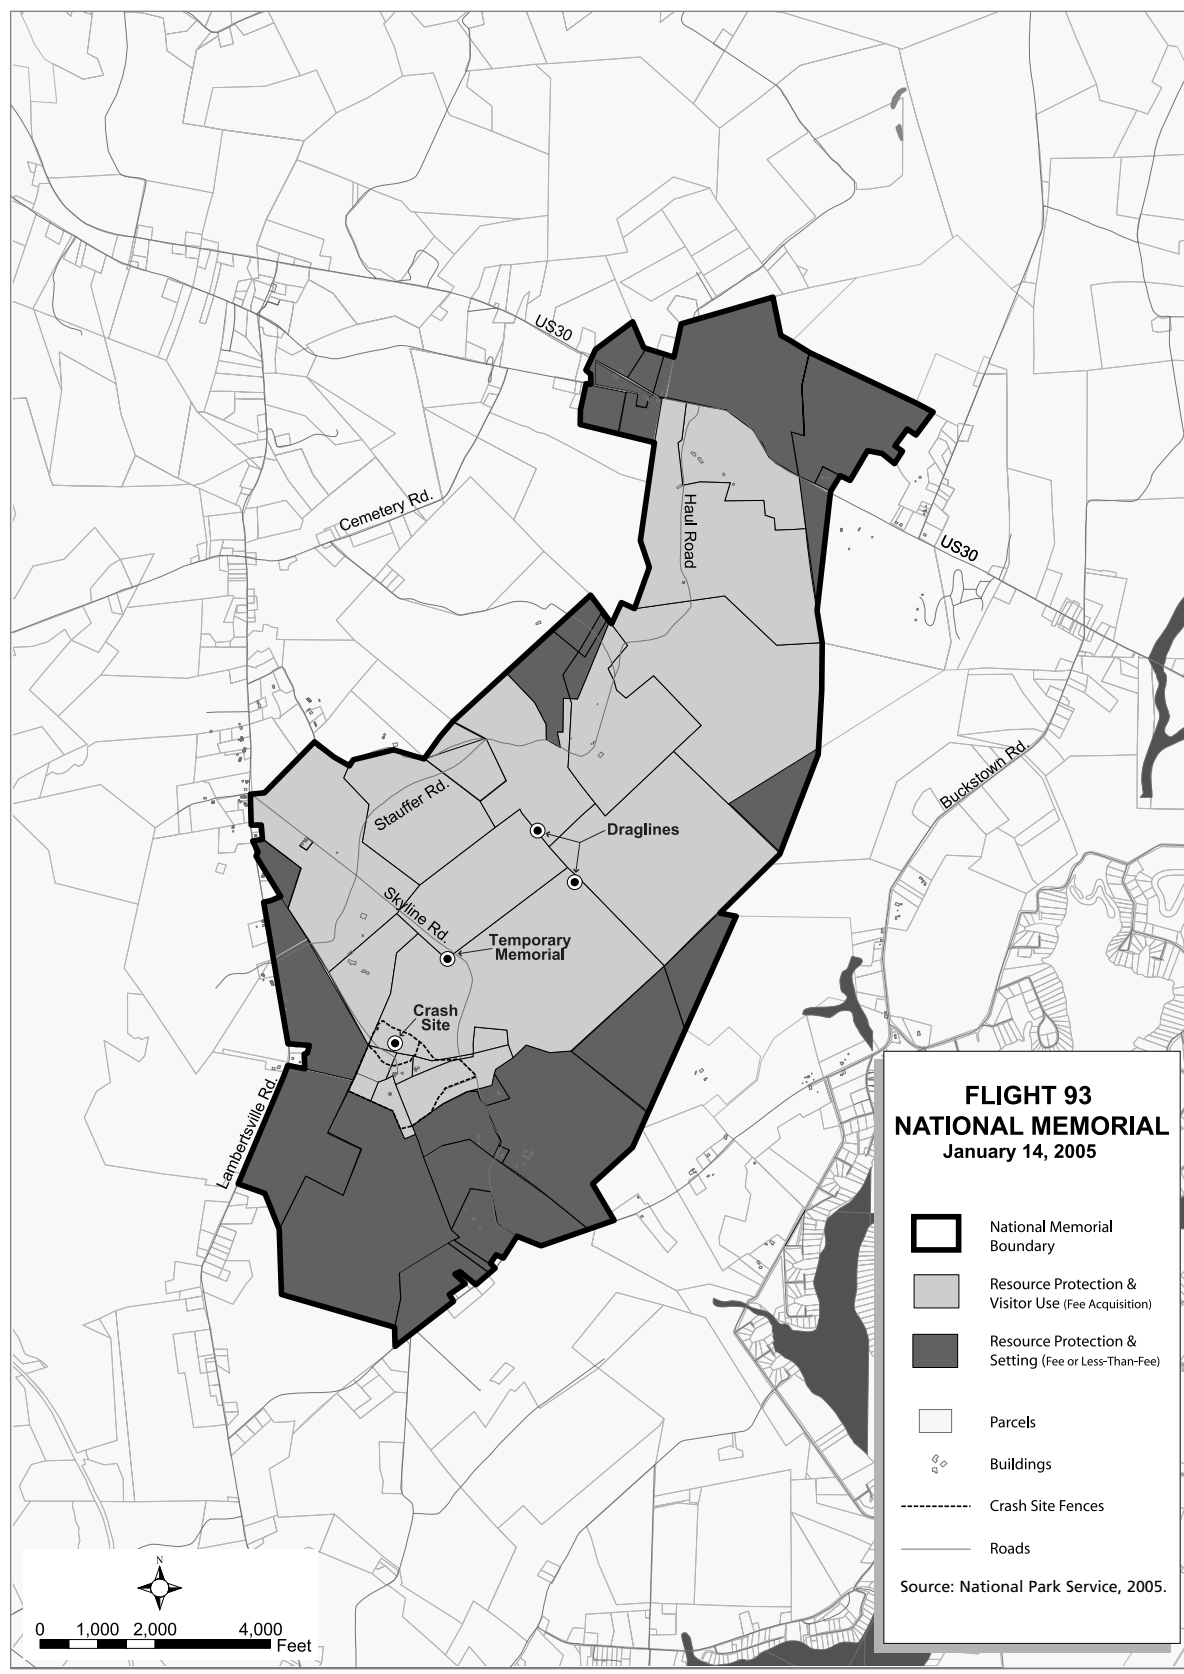 US30
Cemetery Rd.
Haul Road
US30
Buckstown Rd.
Stauffer Rd.
Draglines
Skyline Rd.
Temporary
Memorial
Crash
Site
Lambertsville Rd.
FLIGHT 93
NATIONAL MEMORIAL
January 14, 2005
National Memorial
Boundary
Resource Protection &
Visitor Use (Fee Acquisition)
Resource Protection &
Setting (Fee or Less-Than-Fee)
Parcels
Buildings
Crash Site Fences
Roads
Source: National Park Service, 2005.
N
0 1,000 2,000 4,000
Feet